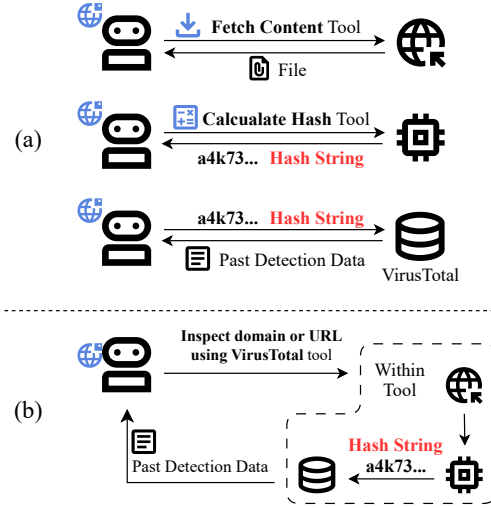 Fetch Content Tool
File
(a)
Calcualate Hash Tool
a4k73... Hash String
a4k73... Hash String
Past Detection Data
VirusTotal
Inspect domain or URL
using VirusTotal tool
(b)
Within
Tool
Hash String
a4k73...
Past Detection Data